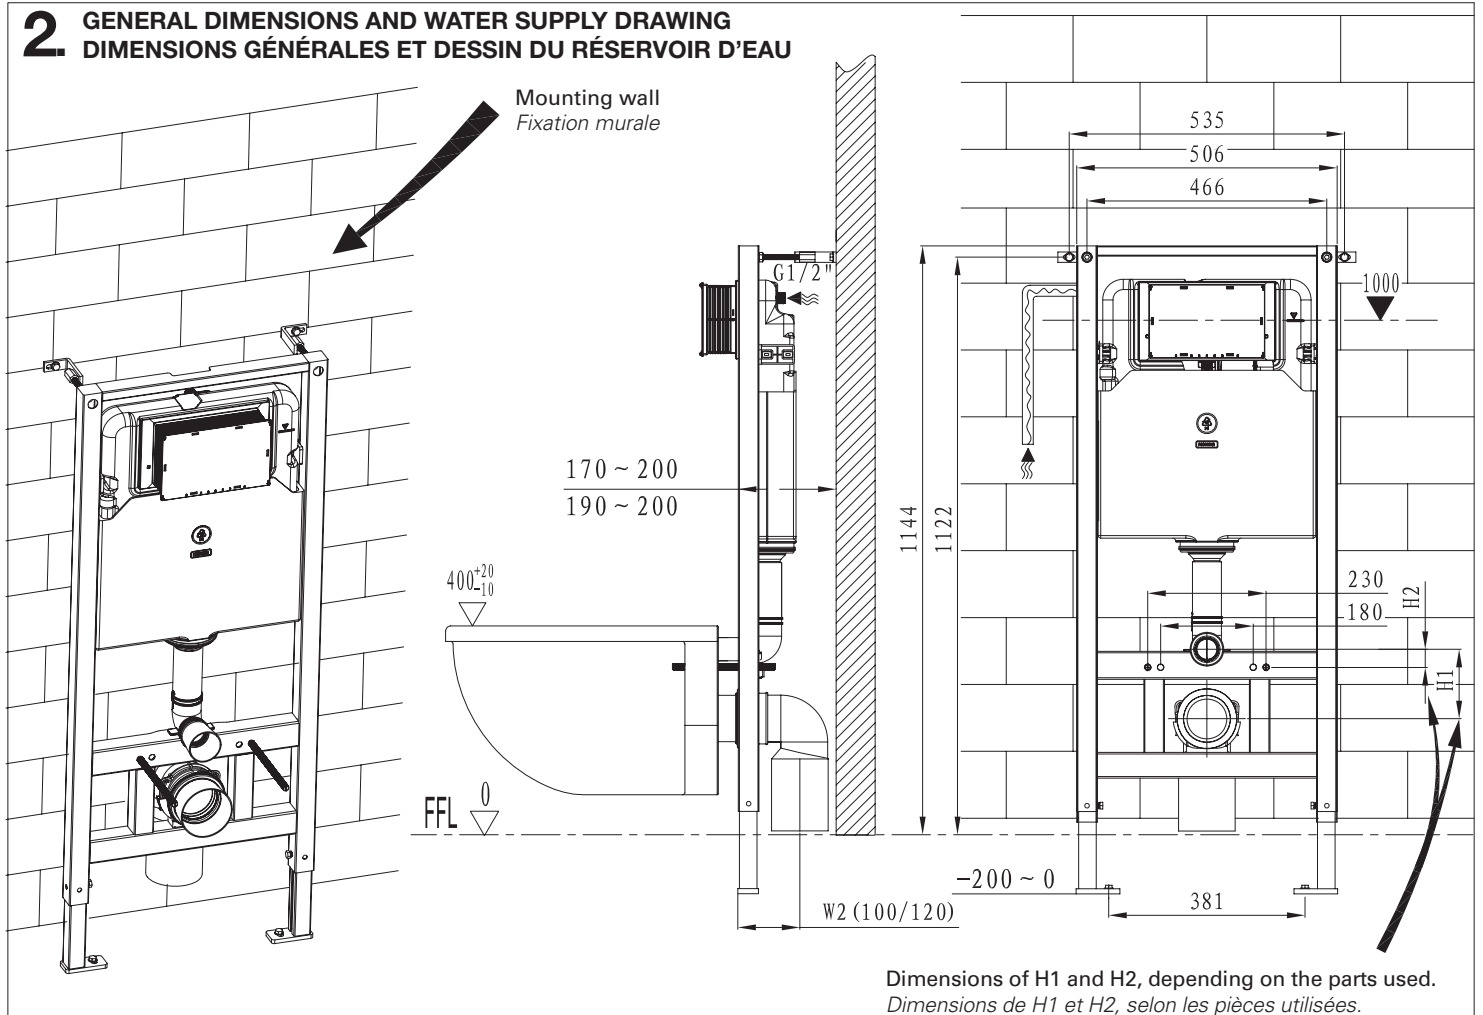 2. GENERAL DIMENSIONS AND WATER SUPPLY DRAWING
DIMENSIONS GÉNÉRALES ET DESSIN DU RÉSERVOIR D'EAU
Mounting wall
Fixation murale
535
506
466
G1/2"
1000
170 ~ 200
190 ~ 200
1144
1122
400 +20 -10
230
H2
180
H1
FFL 0
-200 ~ 0
W2 (100/120)
381
Dimensions of H1 and H2, depending on the parts used.
Dimensions de H1 et H2, selon les pièces utilisées.